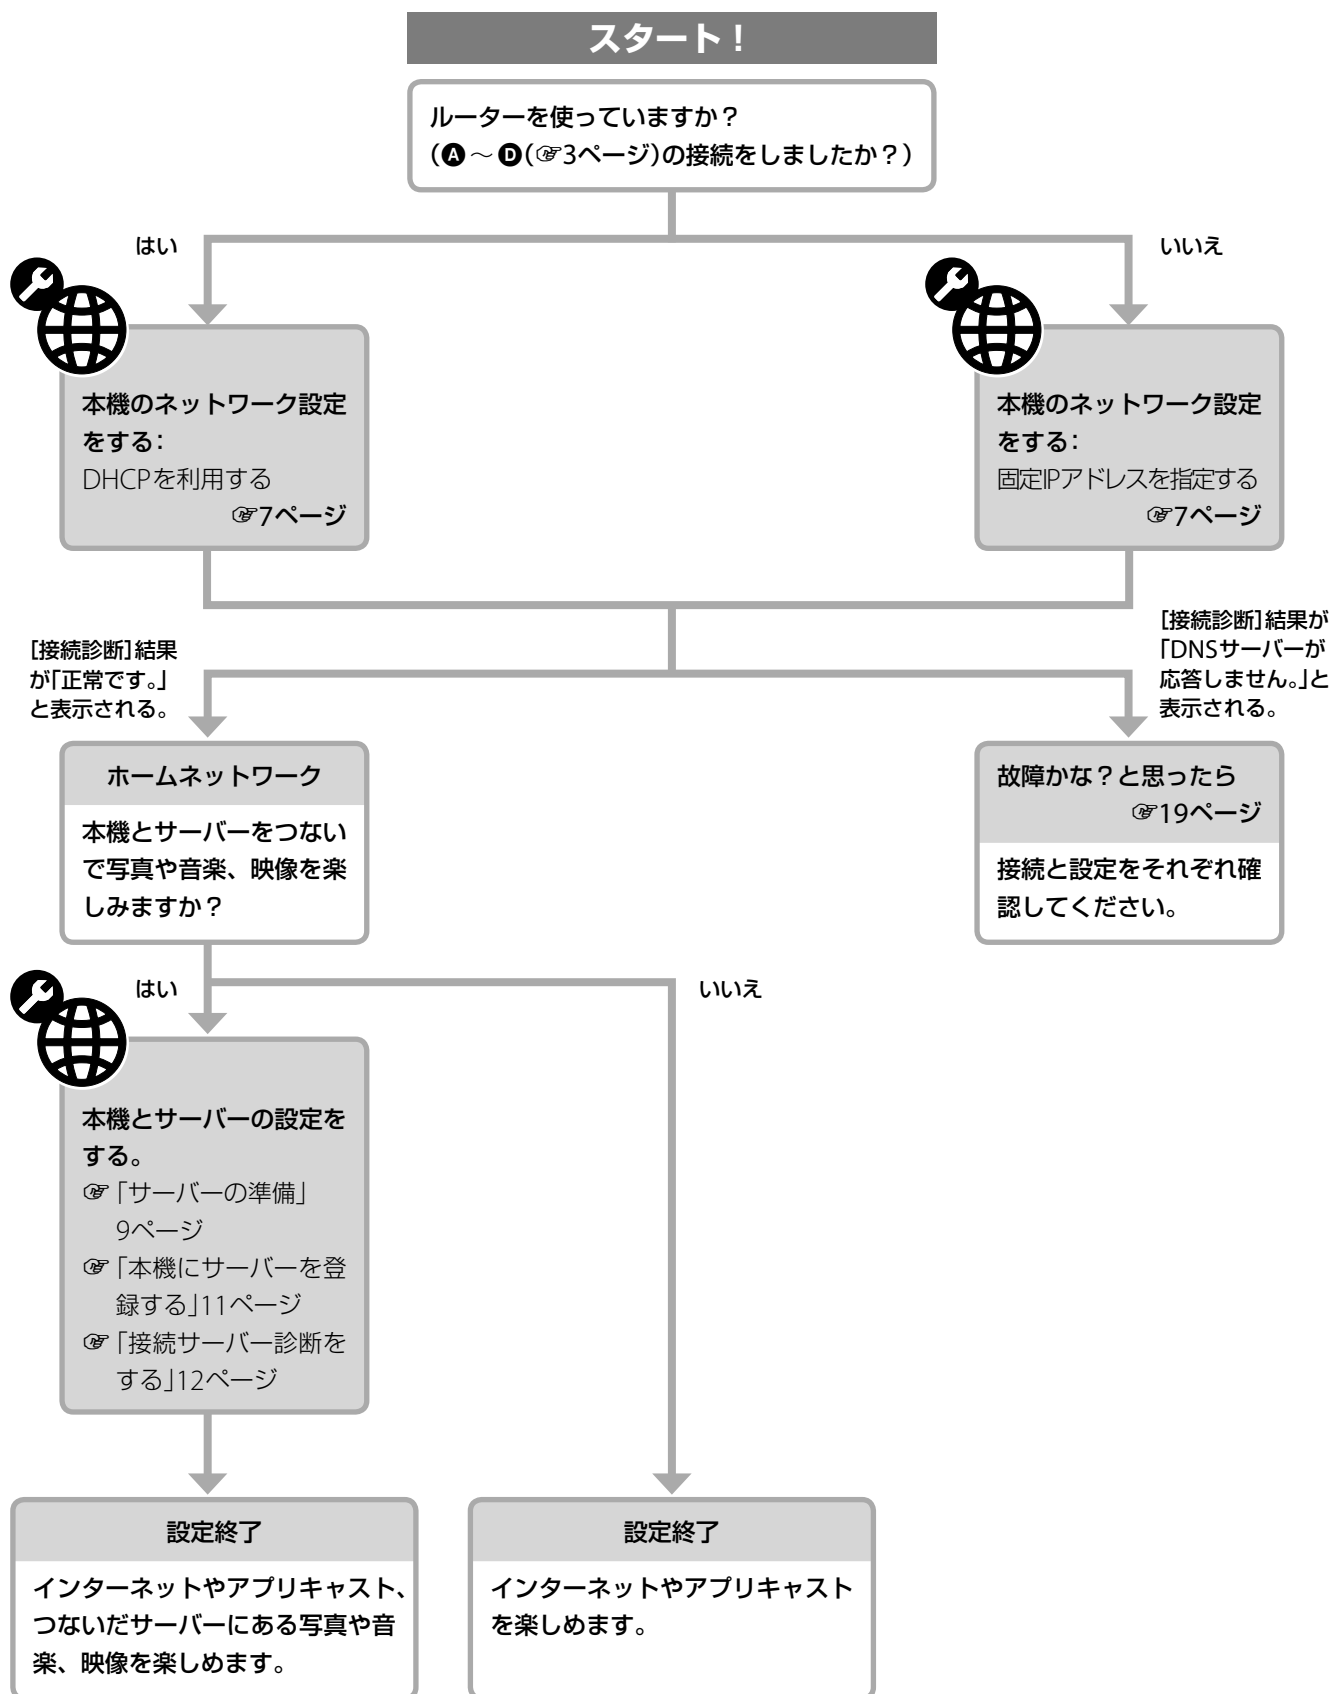 スタート！
ルーターを使っていますか？
（A～D（☞3ページ）の接続をしましたか？）
はい
いいえ
本機のネットワーク設定
をする：
DHCPを利用する
☞7ページ
本機のネットワーク設定
をする：
固定IPアドレスを指定する
☞7ページ
［接続診断］結果
が「正常です。」
と表示される。
［接続診断］結果が
「DNSサーバーが
応答しません。」と
表示される。
ホームネットワーク
本機とサーバーをつない
で写真や音楽、映像を楽
しみますか？
故障かな？と思ったら
☞19ページ
接続と設定をそれぞれ確
認してください。
はい
いいえ
本機とサーバーの設定を
する。
☞「サーバーの準備」
9ページ
☞「本機にサーバーを登
録する」11ページ
☞「接続サーバー診断を
する」12ページ
設定終了
インターネットやアプリキャスト、
つないだサーバーにある写真や音
楽、映像を楽しめます。
設定終了
インターネットやアプリキャスト
を楽しめます。